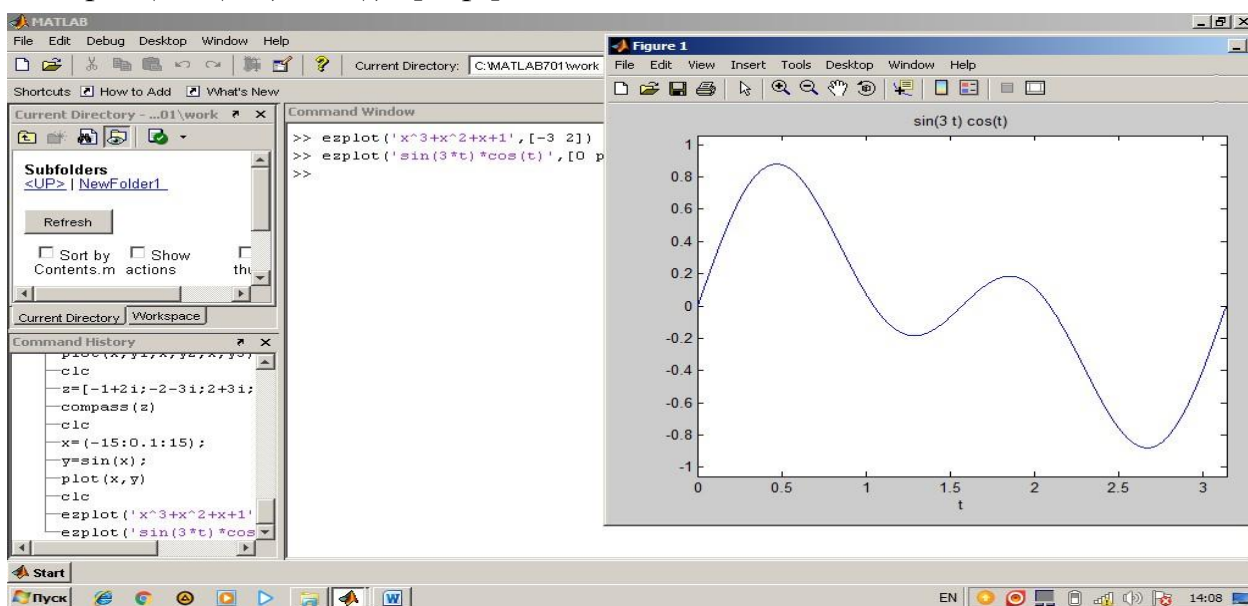 MATLAB
File Edit Debug Desktop Window Help
Current Directory: C:\MATLAB701\work
Shortcuts How to Add What's New
Current Directory - ...01\work
Subfolders
<UP> | NewFolder1
Refresh
Sort by Show
Contents.m actions
Current Directory Workspace
Command History
clc
z=[-1+2i;-2-3i;2+3i;
compass(z)
clc
x=(-15:0.1:15);
y=sin(x);
plot(x,y)
clc
ezplot('x^3+x^2+x+1'
ezplot('sin(3*t)*cos
Command Window
>> ezplot('x^3+x^2+x+1',[-3 2])
>> ezplot('sin(3*t)*cos(t)',[0 p
>>
Figure 1
File Edit View Insert Tools Desktop Window Help
sin(3 t) cos(t)
1
0.8
0.6
0.4
0.2
0
-0.2
-0.4
-0.6
-0.8
-1
0 0.5 1 1.5 2 2.5 3
t
Start
Пуск EN 14:08